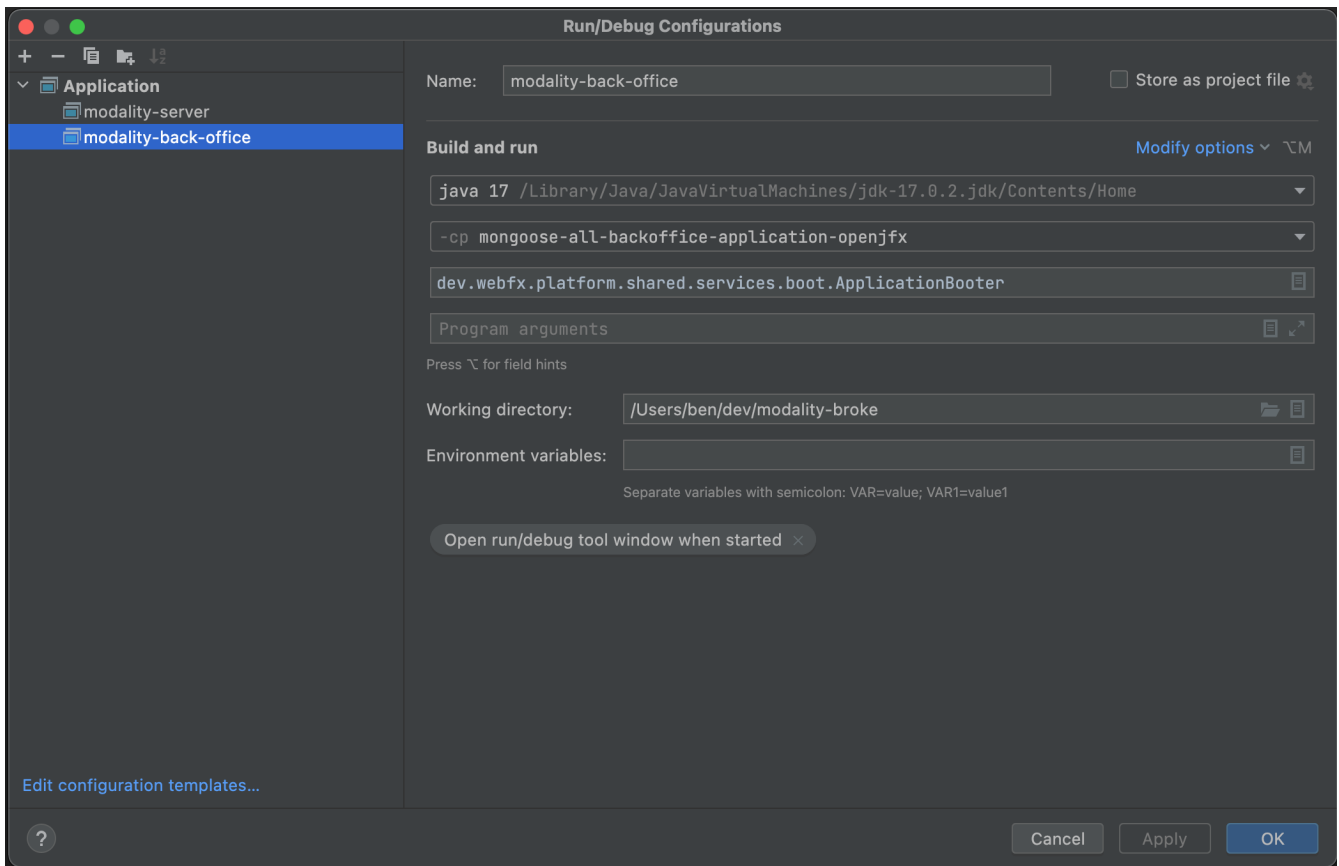 Run/Debug Configurations
Application
modality-server
modality-back-office
Edit configuration templates...
Name: modality-back-office Store as project file
Build and run Modify options ⌥M
java 17 /Library/Java/JavaVirtualMachines/jdk-17.0.2.jdk/Contents/Home
-cp mongoose-all-backoffice-application-openjfx
dev.webfx.platform.shared.services.boot.ApplicationBooter
Program arguments
Press ⌥ for field hints
Working directory: /Users/ben/dev/modality-broke
Environment variables:
Separate variables with semicolon: VAR=value; VAR1=value1
Open run/debug tool window when started ×
? Cancel Apply OK